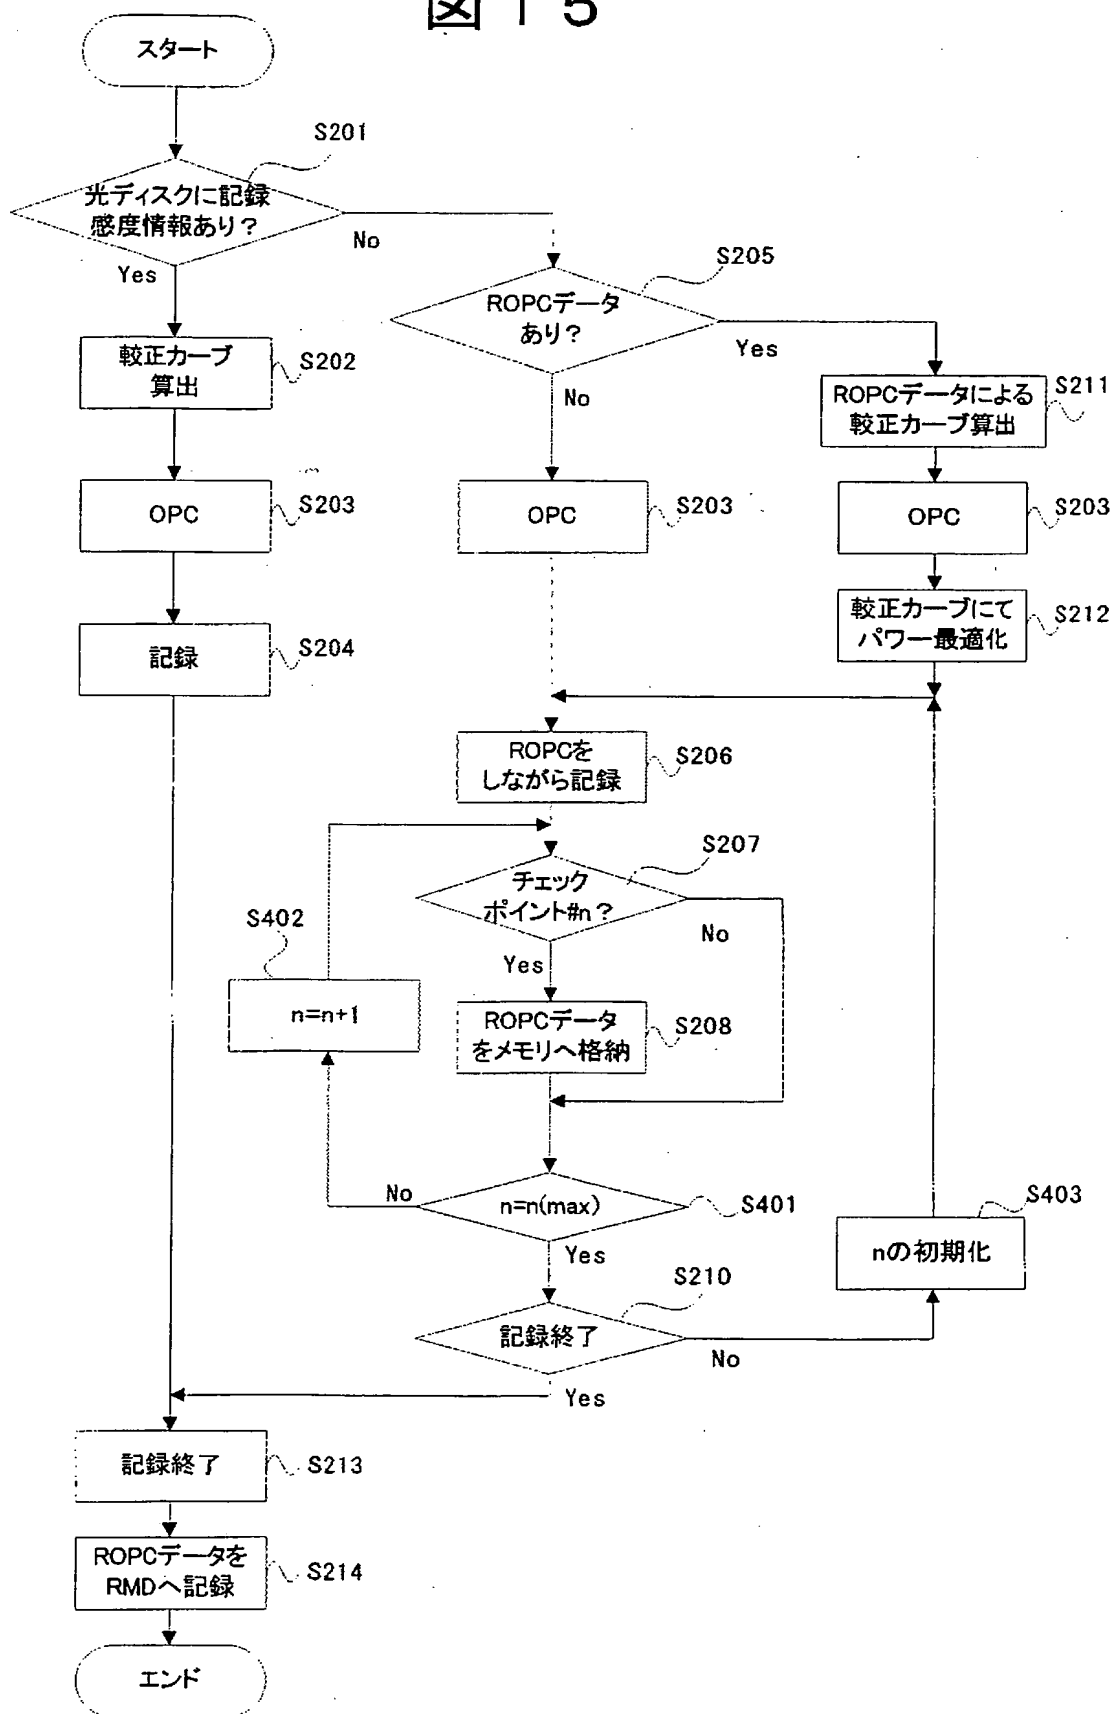 図15
スタート
S201
光ディスクに記録
感度情報あり？
No
Yes
S205
ROPCデータ
あり？
Yes
No
較正カーブ
算出
S202
S211
ROPCデータによる
較正カーブ算出
OPC
S203
OPC
S203
OPC
S203
記録
S204
較正カーブにて
パワー最適化
S212
ROPCを
しながら記録
S206
S207
チェック
ポイント#n？
No
Yes
S402
n=n+1
ROPCデータ
をメモリへ格納
S208
No
n=n(max)
S401
Yes
S403
nの初期化
S210
記録終了
No
Yes
記録終了
S213
ROPCデータを
RMDへ記録
S214
エンド